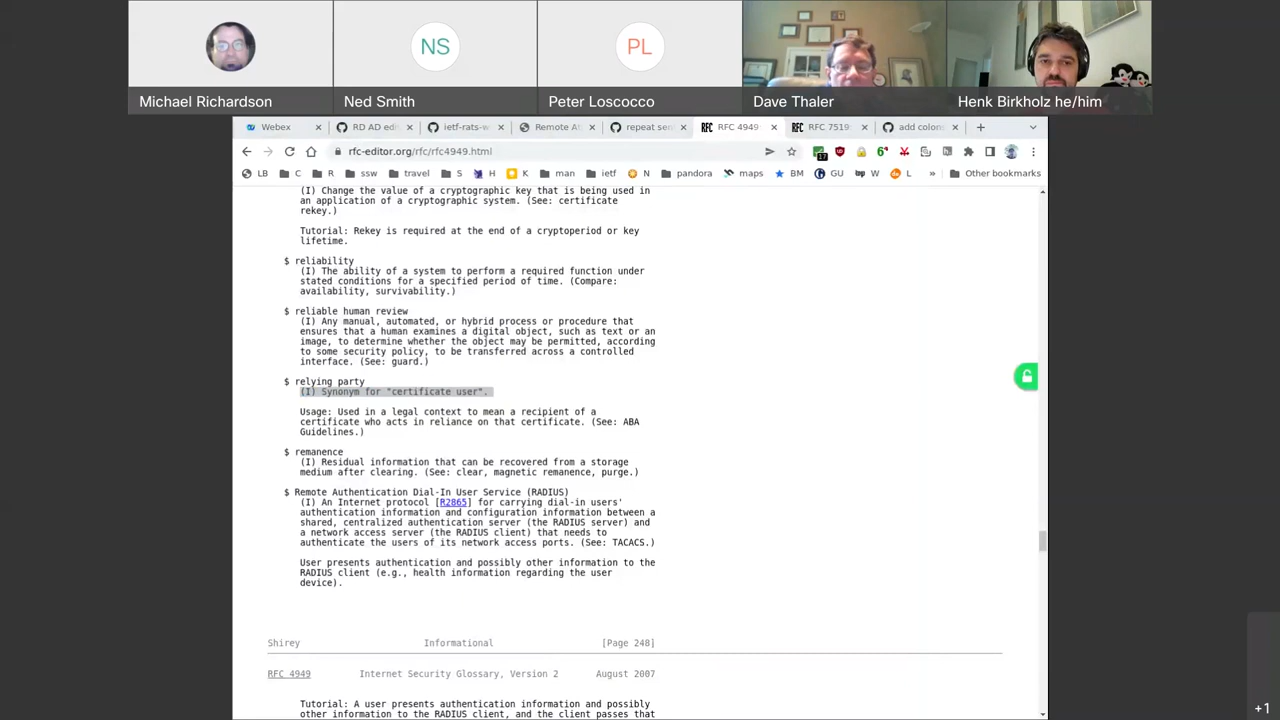 NS
PL
Michael Richardson
Ned Smith
Peter Loscocco
Dave Thaler
Henk Birkholz he/him
Webex
RD AD edi
ietf-rats-w
Remote At
repeat sen
RFC 4949
RFC 7519:
add colons
rfc-editor.org/rfc/rfc4949.html
17
6
LB
C
R
travel
S
H
K
man
ietf
N
pandora
maps
BM
GU
W
L
»
Other bookmarks
(I) Change the value of a cryptographic key that is being used in
an application of a cryptographic system. (See: certificate
rekey.)
Tutorial: Rekey is required at the end of a cryptoperiod or key
lifetime.
$ reliability
(I) The ability of a system to perform a required function under
stated conditions for a specified period of time. (Compare:
availability, survivability.)
$ reliable human review
(I) Any manual, automated, or hybrid process or procedure that
ensures that a human examines a digital object, such as text or an
image, to determine whether the object may be permitted, according
to some security policy, to be transferred across a controlled
interface. (See: guard.)
$ relying party
(I) Synonym for "certificate user".
Usage: Used in a legal context to mean a recipient of a
certificate who acts in reliance on that certificate. (See: ABA
Guidelines.)
$ remanence
(I) Residual information that can be recovered from a storage
medium after clearing. (See: clear, magnetic remanence, purge.)
$ Remote Authentication Dial-In User Service (RADIUS)
(I) An Internet protocol [R2865] for carrying dial-in users'
authentication information and configuration information between a
shared, centralized authentication server (the RADIUS server) and
a network access server (the RADIUS client) that needs to
authenticate the users of its network access ports. (See: TACACS.)
User presents authentication and possibly other information to the
RADIUS client (e.g., health information regarding the user
device).
Shirey Informational [Page 248]
RFC 4949 Internet Security Glossary, Version 2 August 2007
Tutorial: A user presents authentication information and possibly
other information to the RADIUS client, and the client passes that
+1